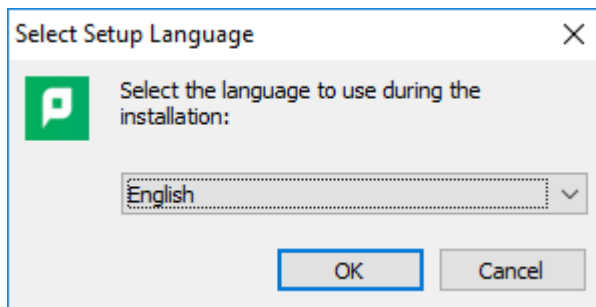 Select Setup Language
Select the language to use during the
installation:
English
OK
Cancel